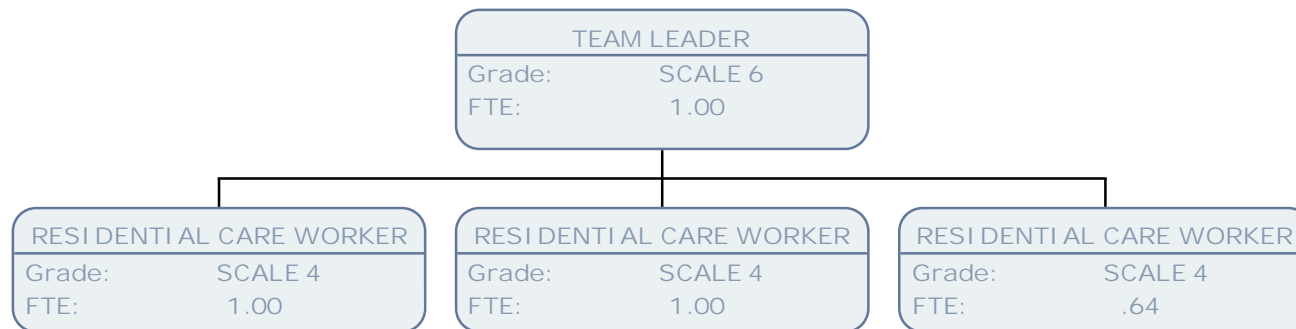 TEAM LEADER
Grade: SCALE 6
FTE: 1.00
RESIDENTIAL CARE WORKER
Grade: SCALE 4
FTE: 1.00
RESIDENTIAL CARE WORKER
Grade: SCALE 4
FTE: 1.00
RESIDENTIAL CARE WORKER
Grade: SCALE 4
FTE: .64